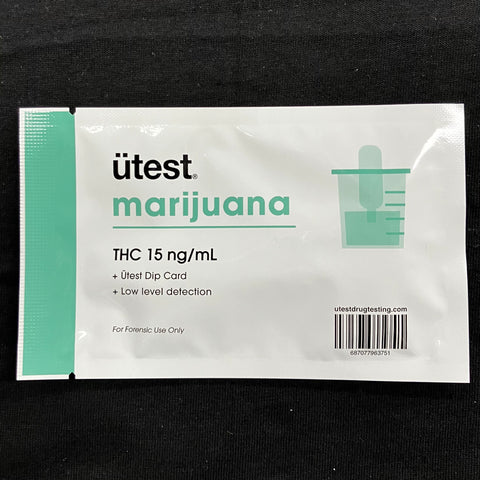 ütest®
marijuana
THC 15 ng/mL
+ Ütest Dip Card
+ Low level detection
For Forensic Use Only
utestdrugtesting.com
687077963751